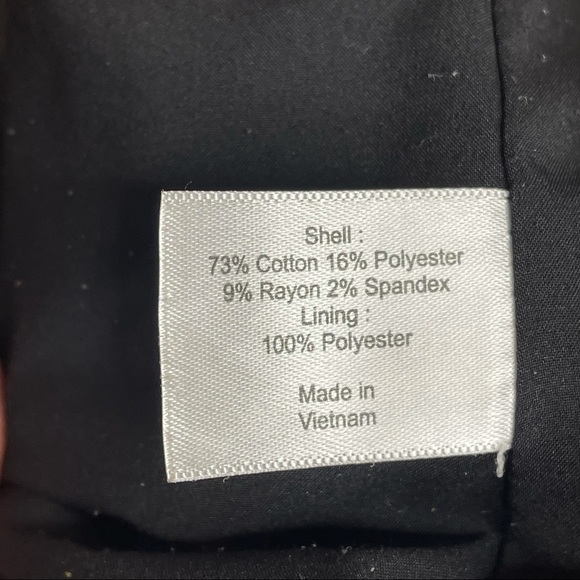 Shell :
73% Cotton 16% Polyester
9% Rayon 2% Spandex
Lining :
100% Polyester
Made in
Vietnam